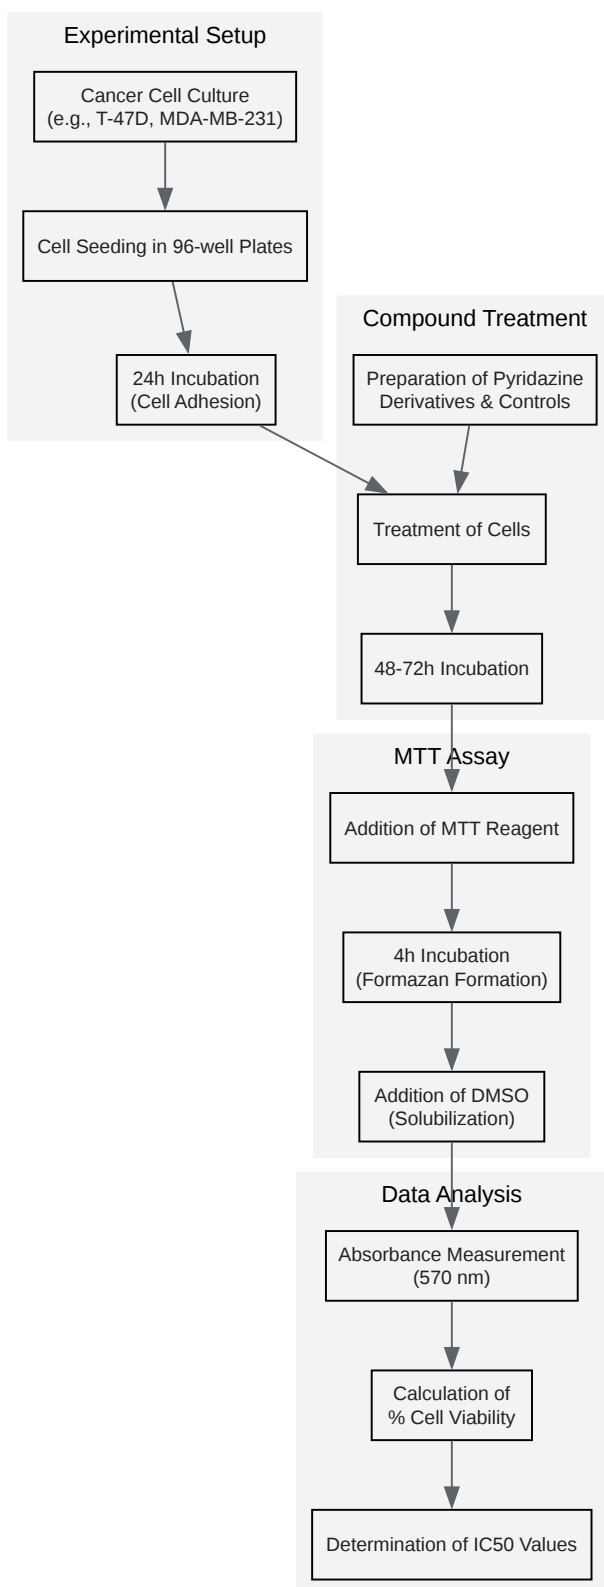 Experimental Setup
Cancer Cell Culture
(e.g., T-47D, MDA-MB-231)
Cell Seeding in 96-well Plates
24h Incubation
(Cell Adhesion)
Compound Treatment
Preparation of Pyridazine
Derivatives & Controls
Treatment of Cells
48-72h Incubation
MTT Assay
Addition of MTT Reagent
4h Incubation
(Formazan Formation)
Addition of DMSO
(Solubilization)
Data Analysis
Absorbance Measurement
(570 nm)
Calculation of
% Cell Viability
Determination of IC50 Values